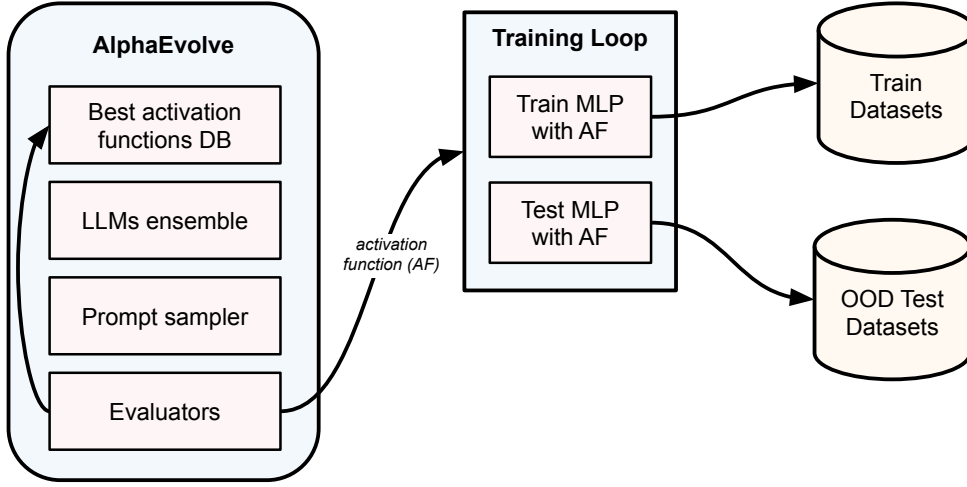 AlphaEvolve
Best activation
functions DB
LLMs ensemble
Prompt sampler
Evaluators
activation
function (AF)
Training Loop
Train MLP
with AF
Test MLP
with AF
Train
Datasets
OOD Test
Datasets